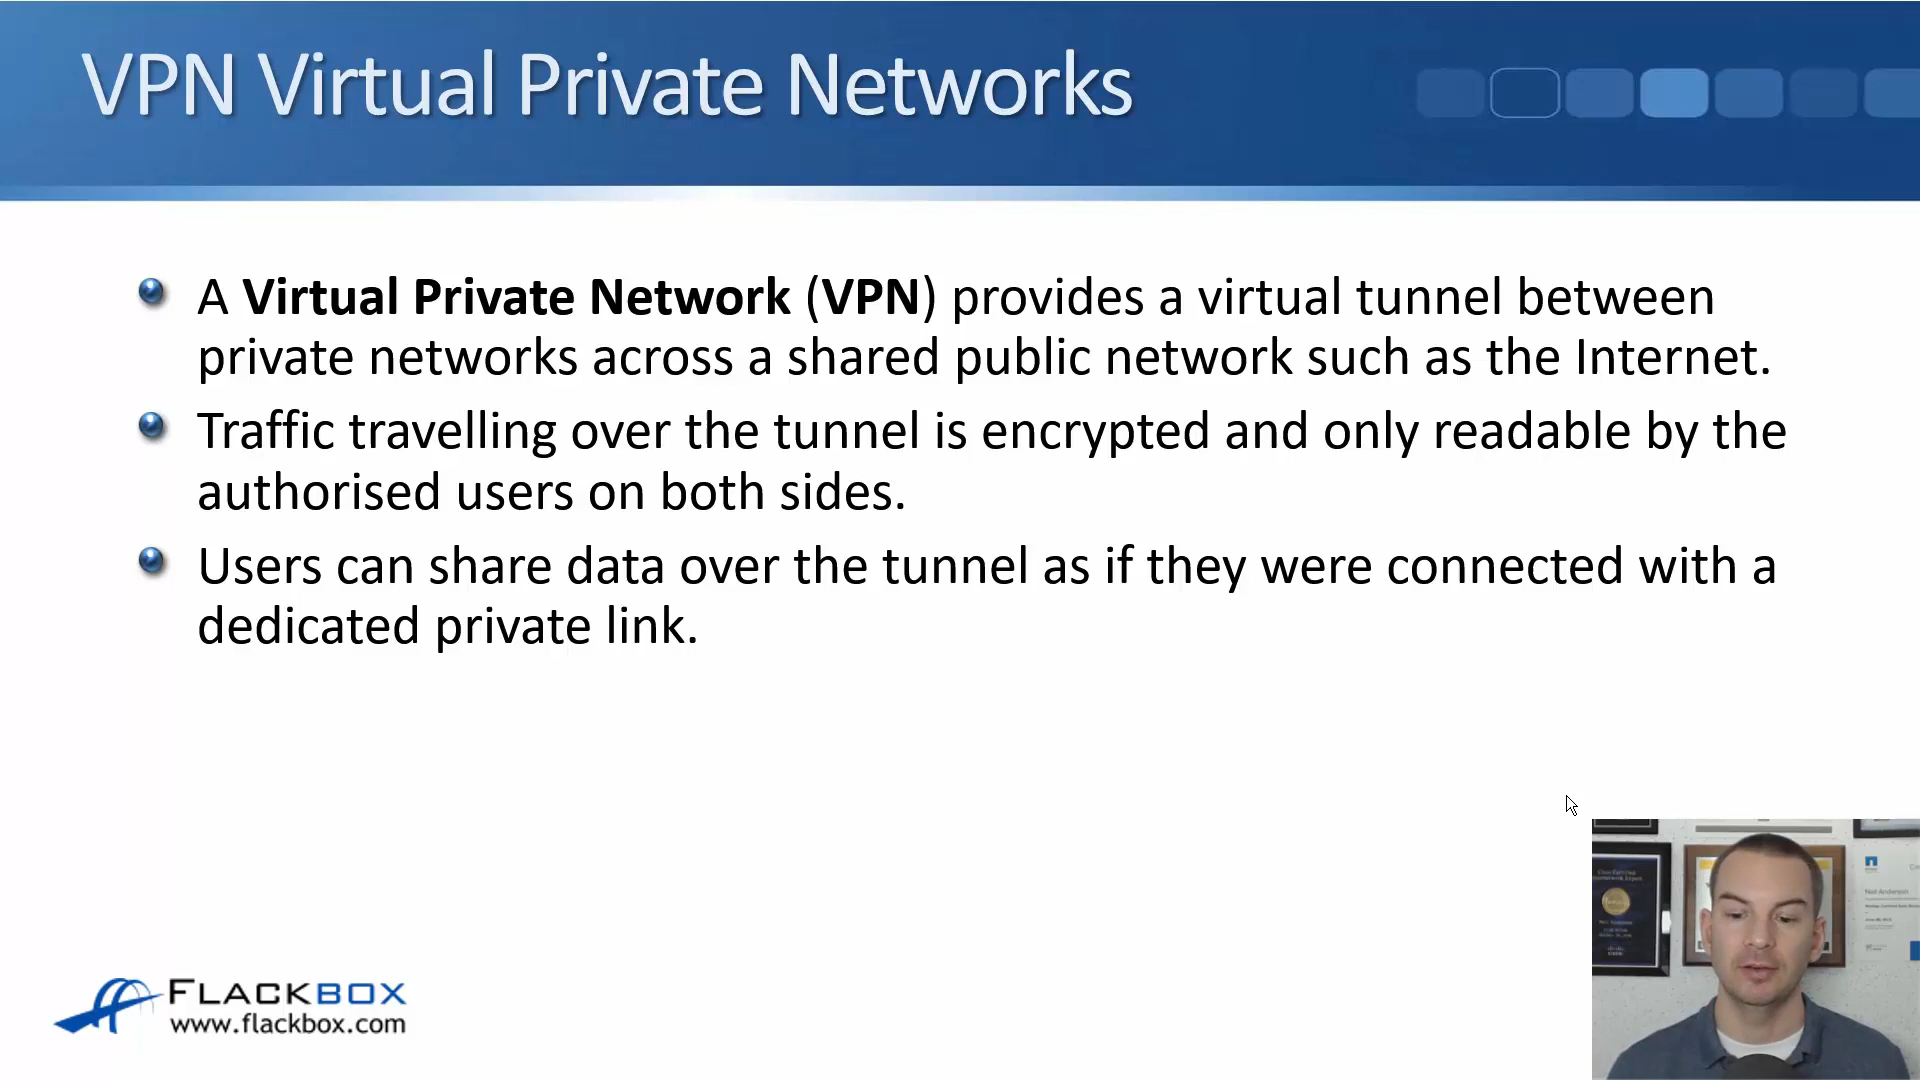 VPN Virtual Private Networks
A Virtual Private Network (VPN) provides a virtual tunnel between
private networks across a shared public network such as the Internet.
Traffic travelling over the tunnel is encrypted and only readable by the
authorised users on both sides.
Users can share data over the tunnel as if they were connected with a
dedicated private link.
Neil Anderson
FLACKBOX
www.flackbox.com